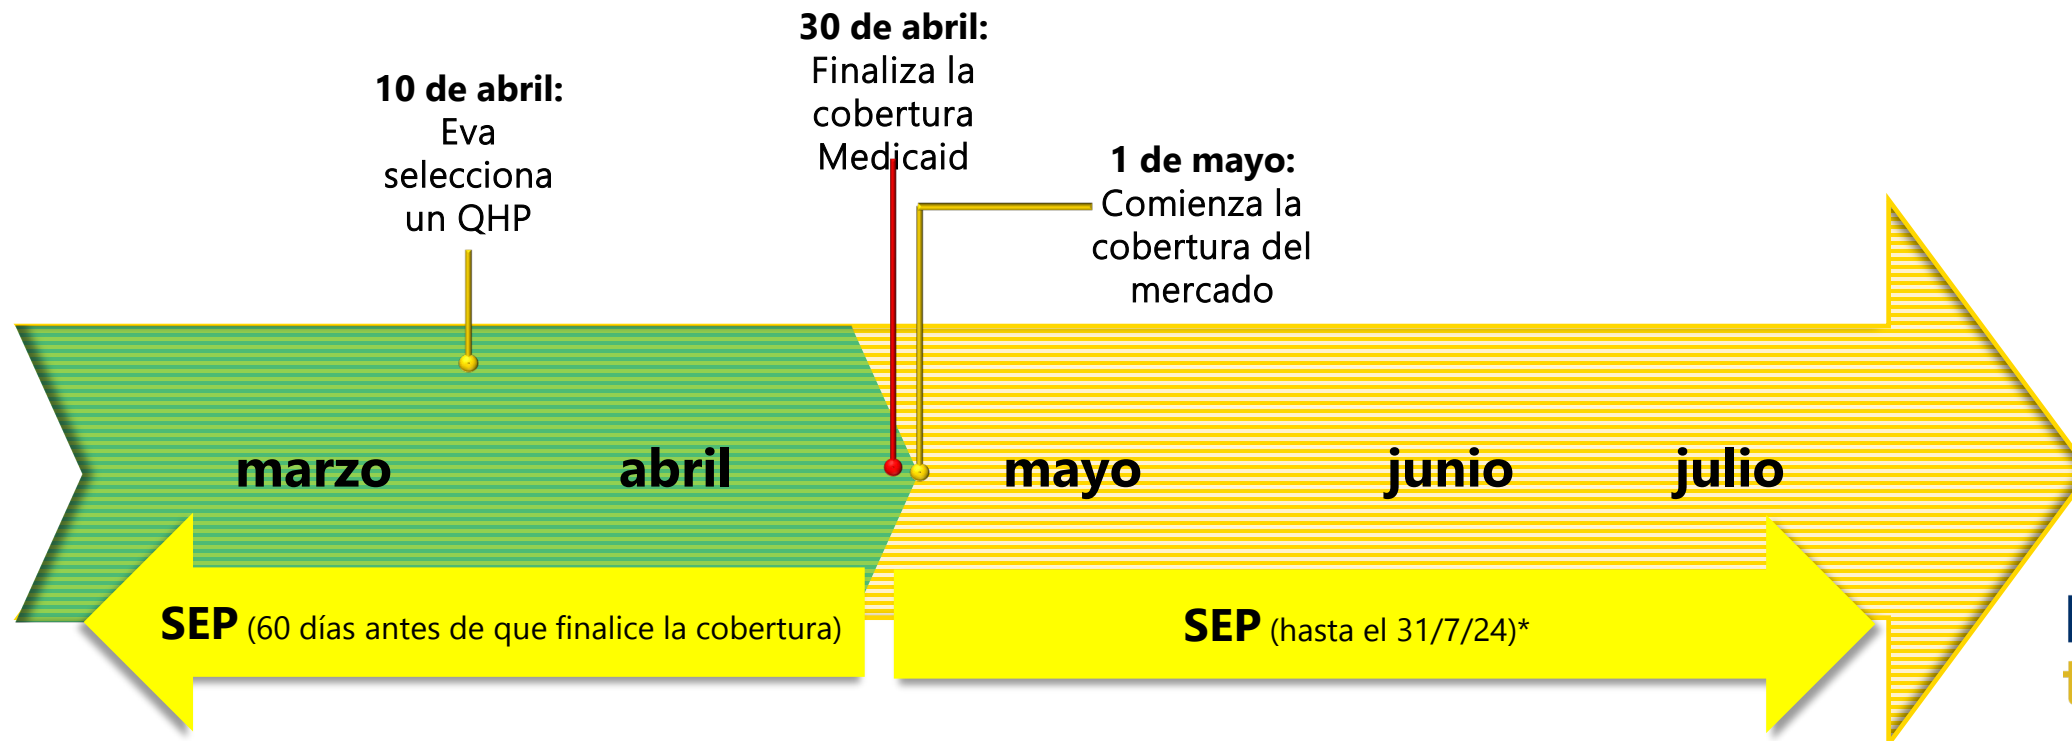 10 de abril:
Eva
selecciona
un QHP
30 de abril:
Finaliza la
cobertura
Medicaid
1 de mayo:
Comienza la
cobertura del
mercado
marzo
abril
mayo
junio
julio
SEP (60 días antes de que finalice la cobertura)
SEP (hasta el 31/7/24)*